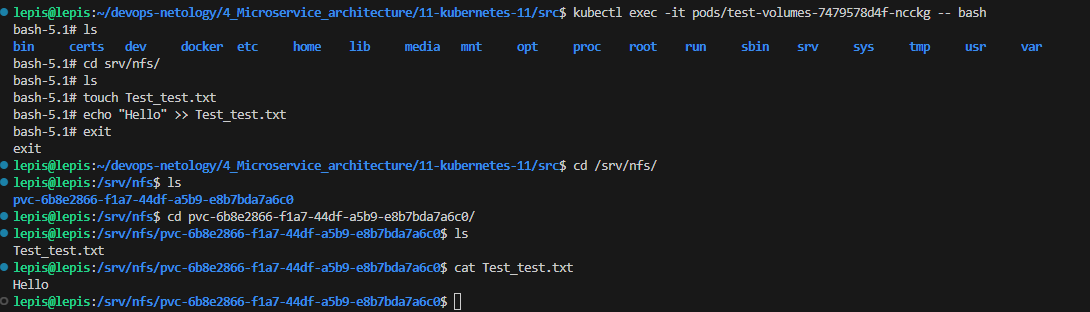 lepis@lepis:~/devops-netology/4_Microservice_architecture/11-kubernetes-11/src$ kubectl exec -it pods/test-volumes-7479578d4f-ncckg -- bash
bash-5.1# ls
bin certs dev docker etc home lib media mnt opt proc root run sbin srv sys tmp usr var
bash-5.1# cd srv/nfs/
bash-5.1# ls
bash-5.1# touch Test_test.txt
bash-5.1# echo "Hello" >> Test_test.txt
bash-5.1# exit
exit
lepis@lepis:~/devops-netology/4_Microservice_architecture/11-kubernetes-11/src$ cd /srv/nfs/
lepis@lepis:/srv/nfs$ ls
pvc-6b8e2866-f1a7-44df-a5b9-e8b7bda7a6c0
lepis@lepis:/srv/nfs$ cd pvc-6b8e2866-f1a7-44df-a5b9-e8b7bda7a6c0/
lepis@lepis:/srv/nfs/pvc-6b8e2866-f1a7-44df-a5b9-e8b7bda7a6c0$ ls
Test_test.txt
lepis@lepis:/srv/nfs/pvc-6b8e2866-f1a7-44df-a5b9-e8b7bda7a6c0$ cat Test_test.txt
Hello
lepis@lepis:/srv/nfs/pvc-6b8e2866-f1a7-44df-a5b9-e8b7bda7a6c0$